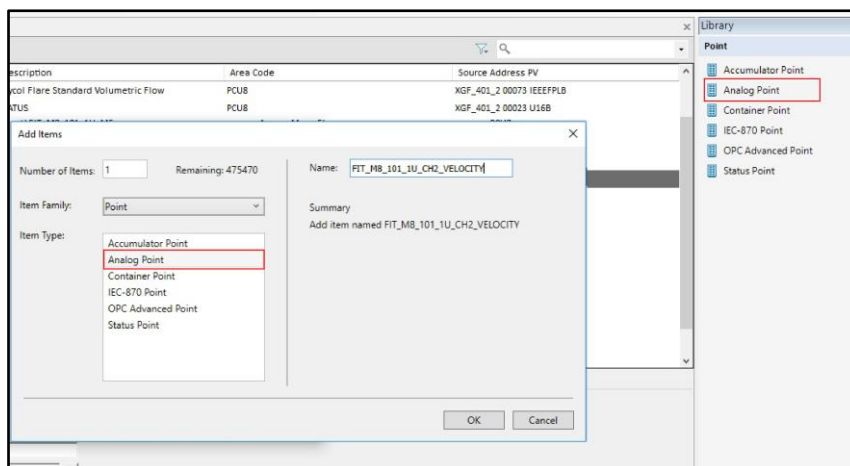 Library
Point
Accumulator Point
Analog Point
Container Point
IEC-870 Point
OPC Advanced Point
Status Point
escription Area Code Source Address PV
ycol Flare Standard Volumetric Flow PCU8 XGF_401_2 00073 IEEEFPLB
ATUS PCU8 XGF_401_2 00023 U16B
Add Items
Number of Items: 1 Remaining: 475470 Name: FIT_M8_101_1U_CH2_VELOCITY
Item Family: Point Summary
Add item named FIT_M8_101_1U_CH2_VELOCITY
Item Type:
Accumulator Point
Analog Point
Container Point
IEC-870 Point
OPC Advanced Point
Status Point
OK Cancel